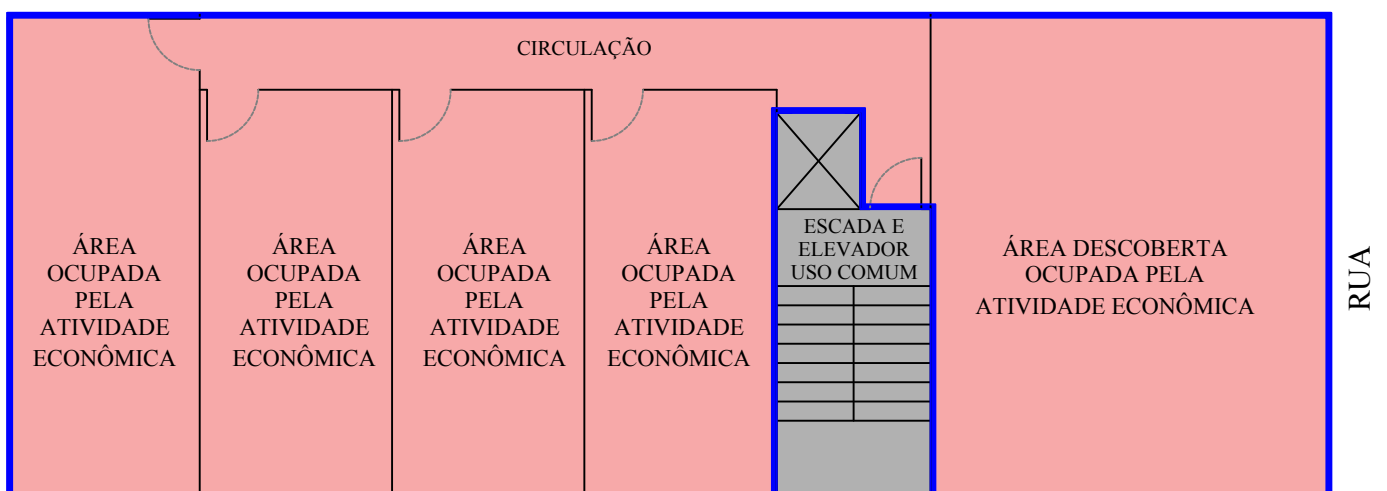 CIRCULAÇÃO
ÁREA
OCUPADA
PELA
ATIVIDADE
ECONÔMICA
ÁREA
OCUPADA
PELA
ATIVIDADE
ECONÔMICA
ÁREA
OCUPADA
PELA
ATIVIDADE
ECONÔMICA
ÁREA
OCUPADA
PELA
ATIVIDADE
ECONÔMICA
ESCADA E
ELEVADOR
USO COMUM
ÁREA DESCOBERTA
OCUPADA PELA
ATIVIDADE ECONÔMICA
RUA